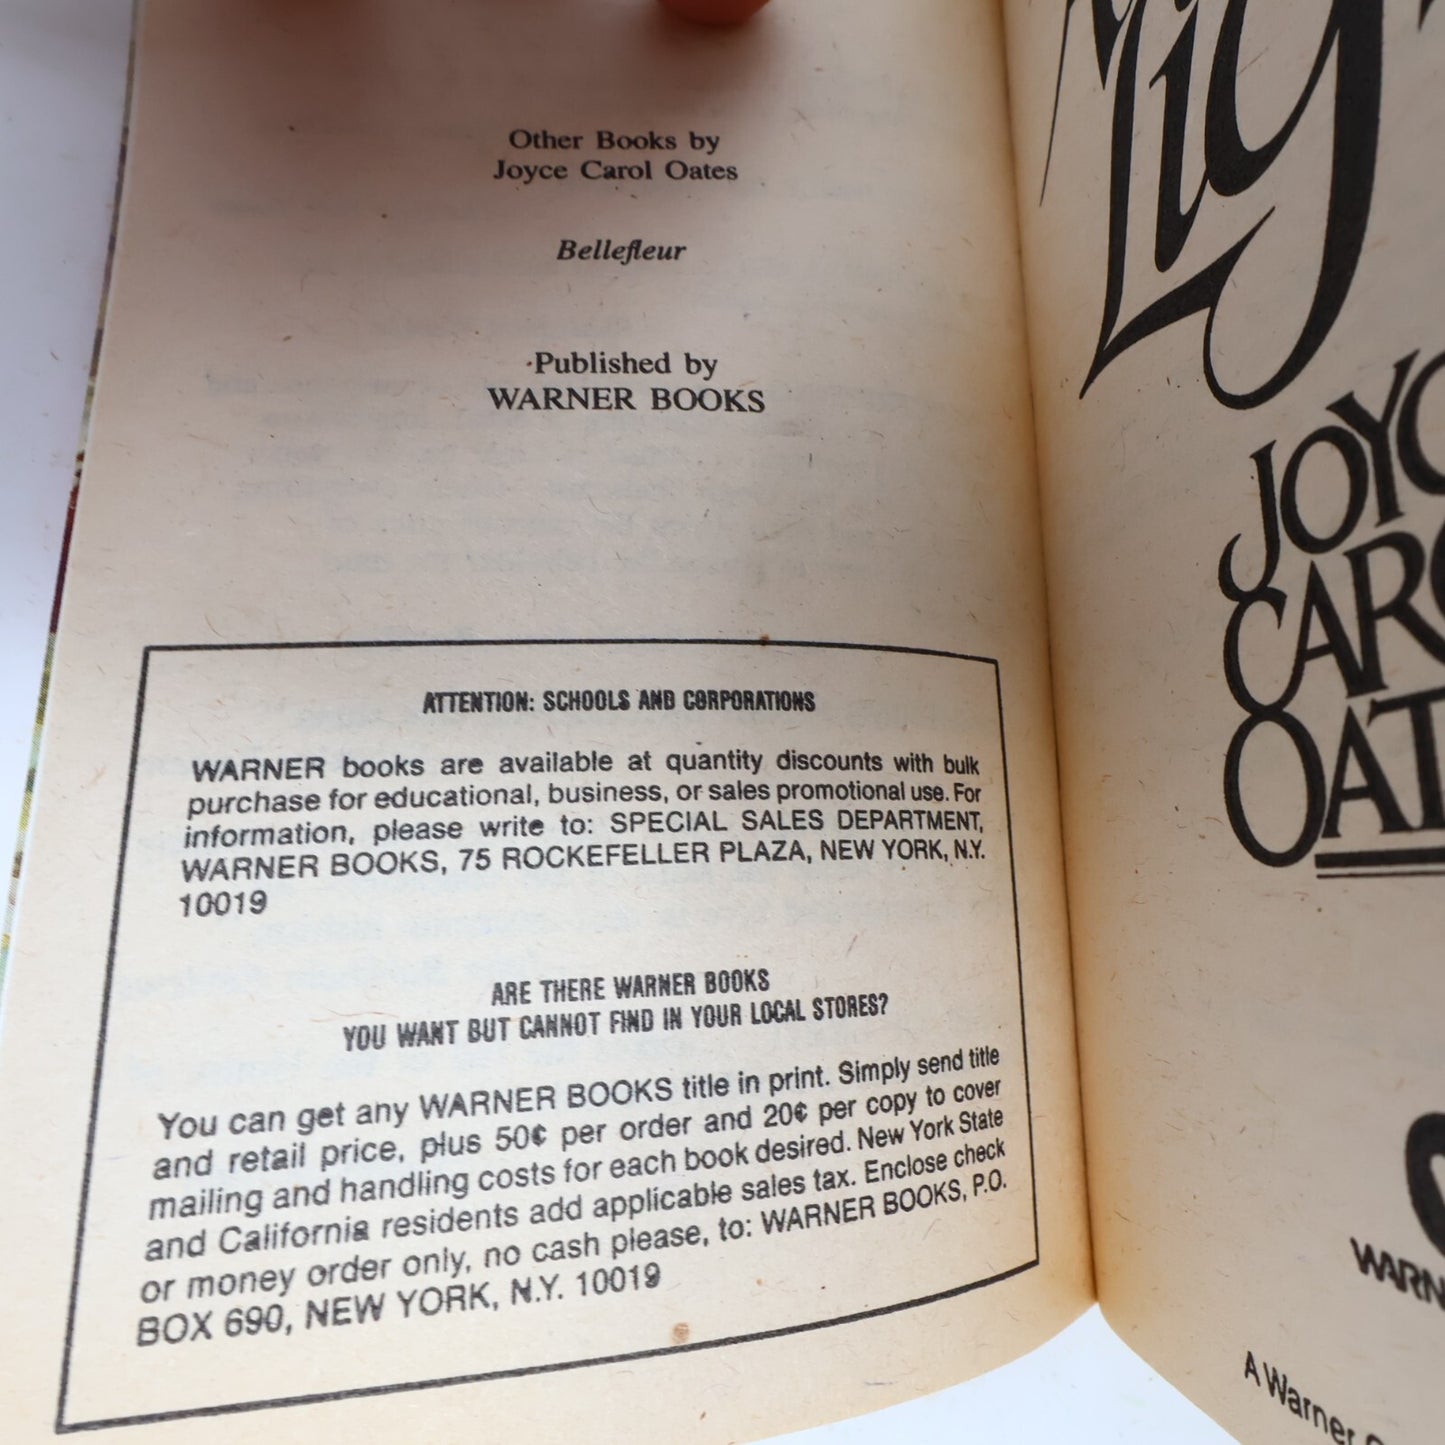 Other Books by
Joyce Carol Oates
Bellefleur
Published by
WARNER BOOKS
ATTENTION: SCHOOLS AND CORPORATIONS
WARNER books are available at quantity discounts with bulk
purchase for educational, business, or sales promotional use. For
information, please write to: SPECIAL SALES DEPARTMENT,
WARNER BOOKS, 75 ROCKEFELLER PLAZA, NEW YORK, N.Y.
10019
ARE THERE WARNER BOOKS
YOU WANT BUT CANNOT FIND IN YOUR LOCAL STORES?
You can get any WARNER BOOKS title in print. Simply send title
and retail price, plus 50¢ per order and 20¢ per copy to cover
mailing and handling costs for each book desired. New York State
and California residents add applicable sales tax. Enclose check
or money order only, no cash please, to: WARNER BOOKS, P.O.
BOX 690, NEW YORK, N.Y. 10019
JOYC
CARO
OAT
WARN
A Warner